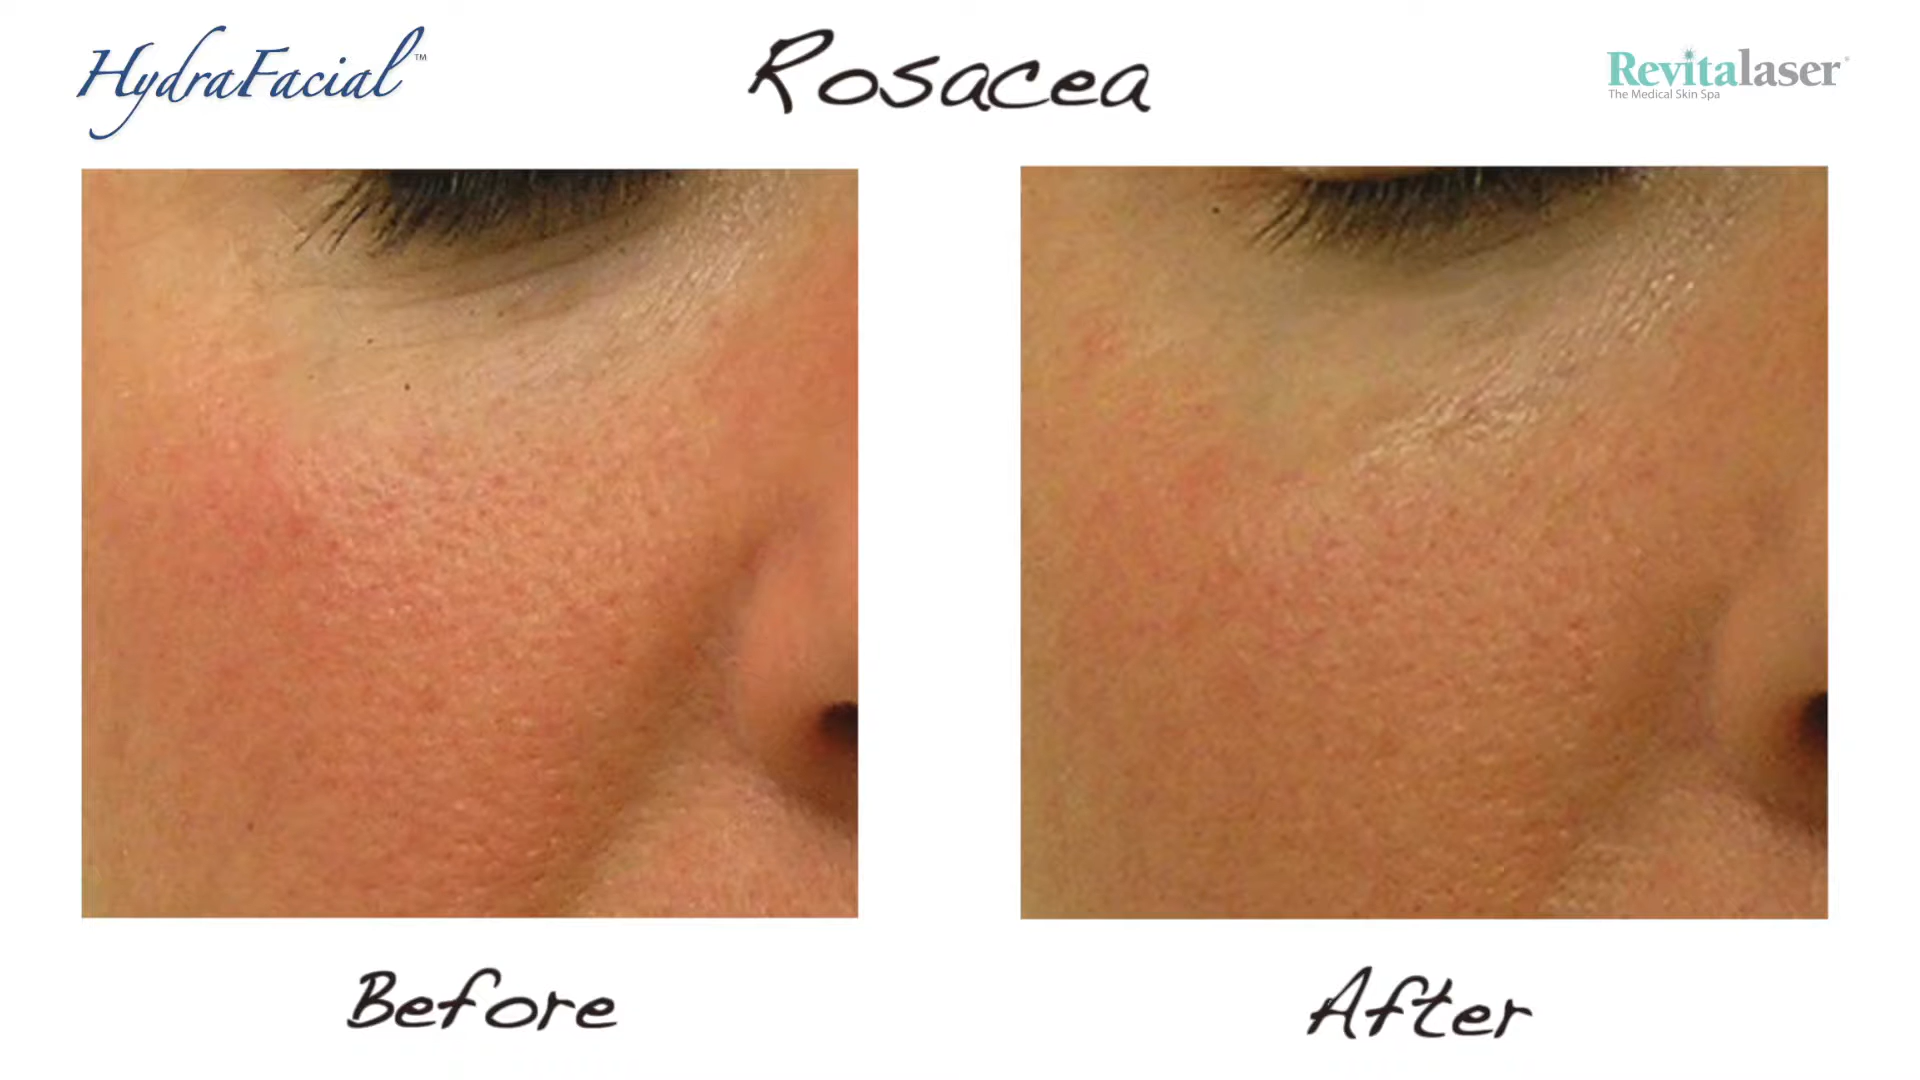 HydraFacial™
Rosacea
Revitalaser®
The Medical Skin Spa
Before
After